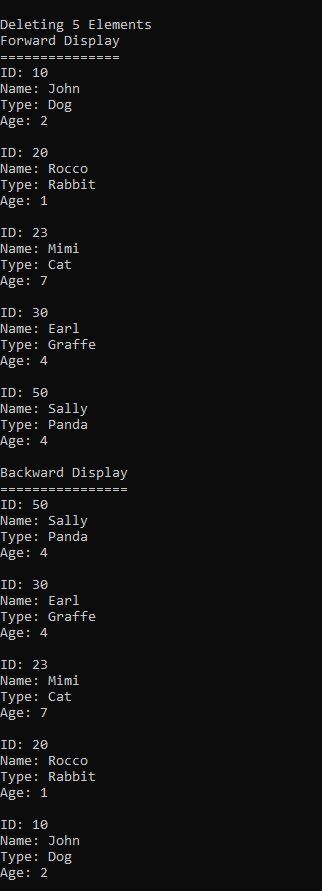 Deleting 5 Elements
Forward Display
===============
ID: 10
Name: John
Type: Dog
Age: 2
ID: 20
Name: Rocco
Type: Rabbit
Age: 1
ID: 23
Name: Mimi
Type: Cat
Age: 7
ID: 30
Name: Earl
Type: Graffe
Age: 4
ID: 50
Name: Sally
Type: Panda
Age: 4
Backward Display
================
ID: 50
Name: Sally
Type: Panda
Age: 4
ID: 30
Name: Earl
Type: Graffe
Age: 4
ID: 23
Name: Mimi
Type: Cat
Age: 7
ID: 20
Name: Rocco
Type: Rabbit
Age: 1
ID: 10
Name: John
Type: Dog
Age: 2